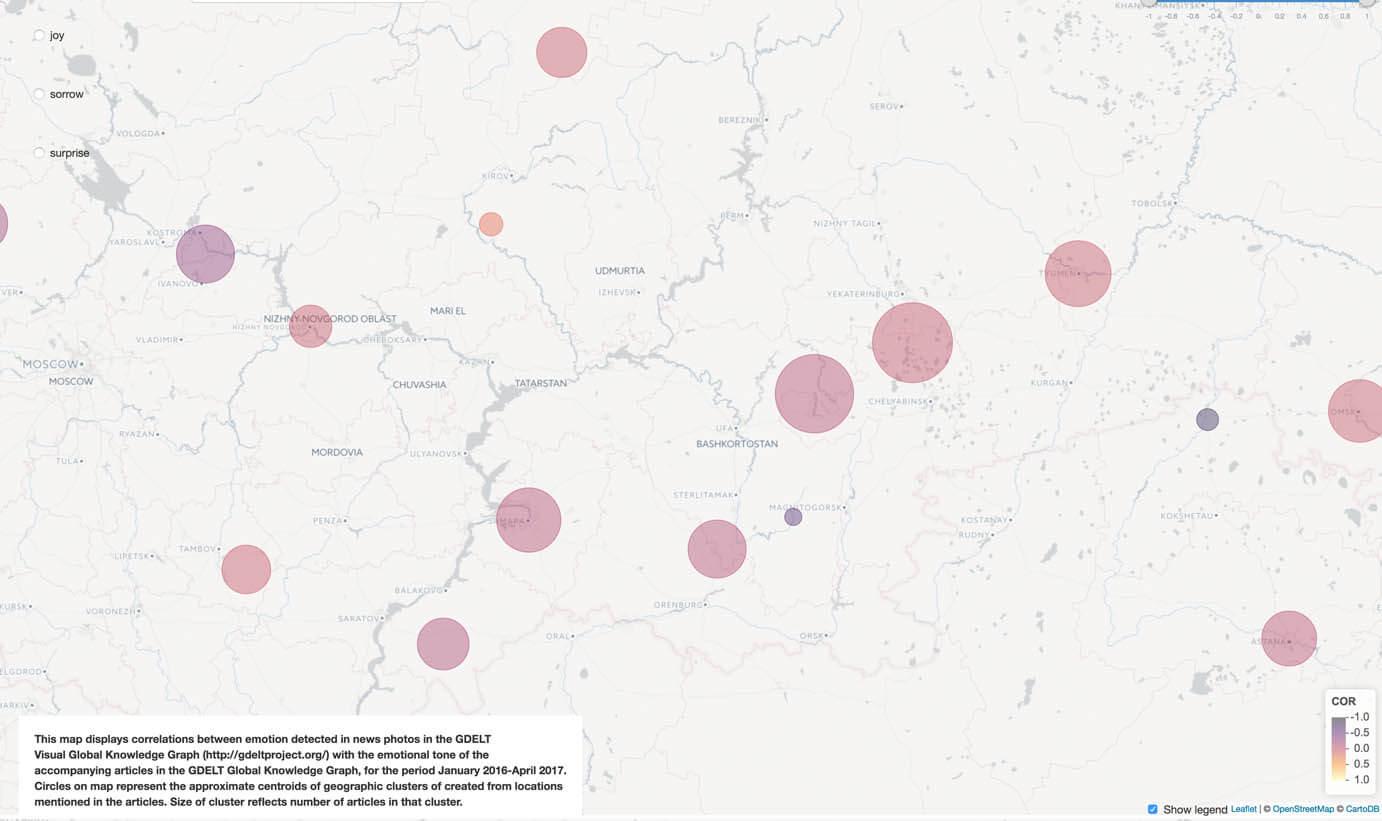 KHANTY-MANSIYSK
-1 -0.8 -0.6 -0.4 -0.2 0 0.2 0.4 0.6 0.8 1
joy
sorrow
surprise
VOLOGDA
SEROV
BEREZNIKI
KIROV
TOBOLSK
PERM
NIZHNY TAGIL
KOSTROMA
YAROSLAVL
IVANOVO
UDMURTIA
IZHEVSK
TYUMEN
VER
YEKATERINBURG
MARI EL
NIZHNY NOVGOROD OBLAST
NIZHNY NOVGOROD
VLADIMIR
CHEBOKSARY
MOSCOW
MOSCOW
KAZAN
CHUVASHIA
TATARSTAN
KURGAN
CHELYABINSK
OMSK
RYAZAN
UFA
BASHKORTOSTAN
TULA
MORDOVIA
ULYANOVSK
STERLITAMAK
MAGNITOGORSK
PENZA
KOSTANAY
KOKSHETAU
RUDNY
LIPETSK
TAMBOV
BALAKOVO
KURSK
VORONEZH
SARATOV
ORENBURG
ORAL
ORSK
ASTANA
ELGOROD
HARKIV
COR
-1.0
-0.5
0.0
0.5
1.0
This map displays correlations between emotion detected in news photos in the GDELT
Visual Global Knowledge Graph (http://gdeltproject.org/) with the emotional tone of the
accompanying articles in the GDELT Global Knowledge Graph, for the period January 2016-April 2017.
Circles on map represent the approximate centroids of geographic clusters of created from locations
mentioned in the articles. Size of cluster reflects number of articles in that cluster.
Show legend Leaflet | © OpenStreetMap © CartoDB